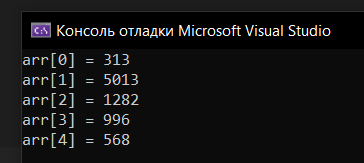 Консоль отладки Microsoft Visual Studio
arr[0] = 313
arr[1] = 5013
arr[2] = 1282
arr[3] = 996
arr[4] = 568